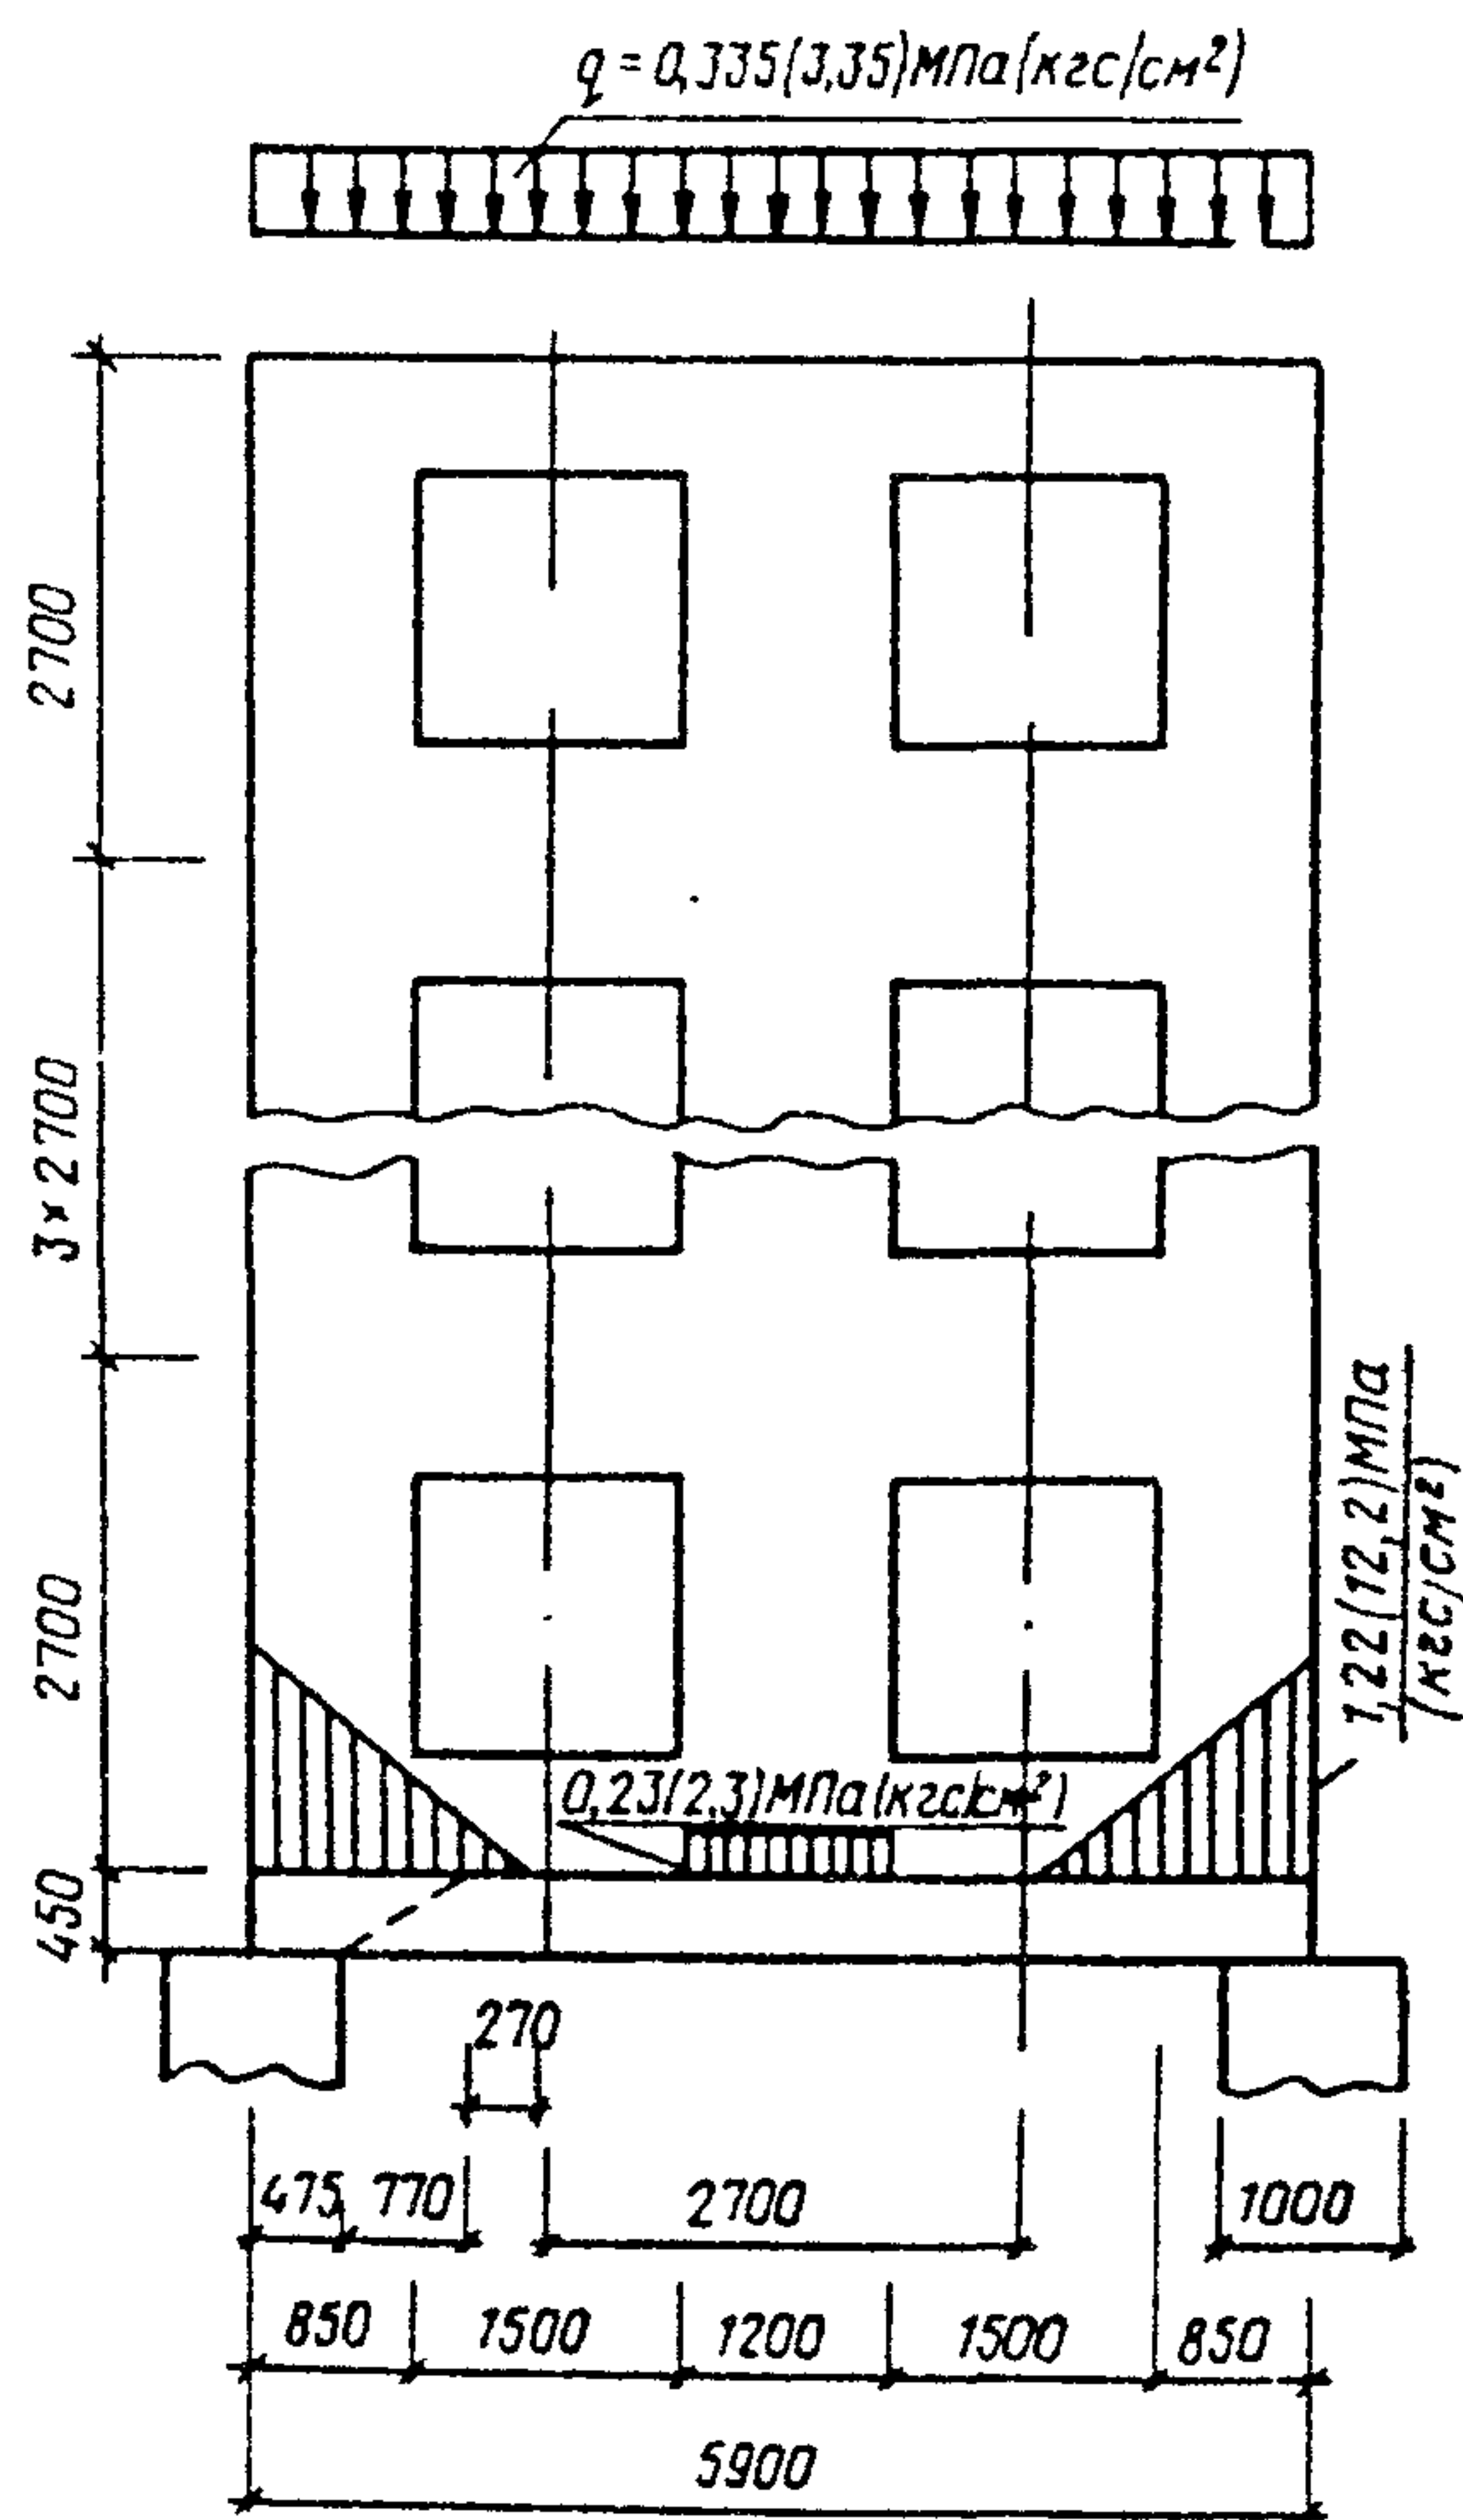 q = 0,335(3,35)МПа(кгс/см²)
2700
3×2700
2700
450
1,22(12,2)МПа
(кгс/см²)
0,23(2,3)МПа(кгс/см²)
270
475 770 2700 1000
850 1500 1200 1500 850
5900